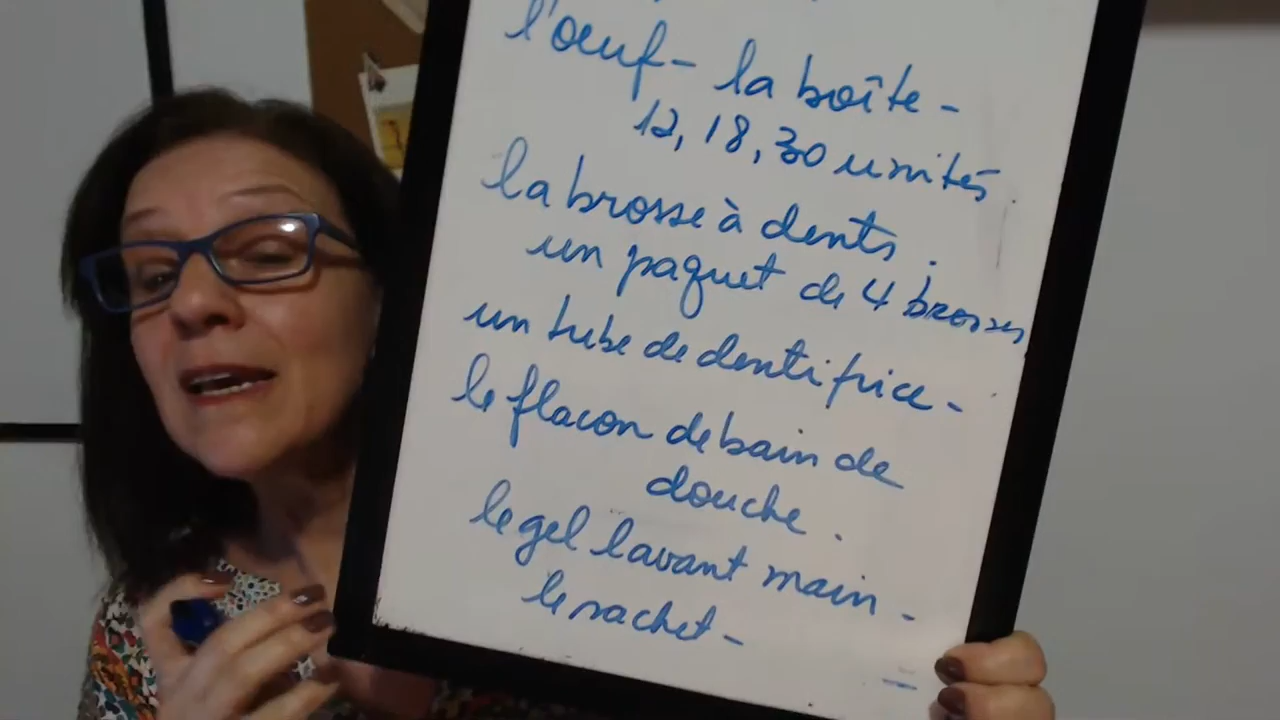 l'œuf - la boîte -
12, 18, 30 unités
la brosse à dents.
un paquet de 4 brosses
un tube de dentifrice -
le flacon de bain de
douche.
le gel lavant main -
le sachet -